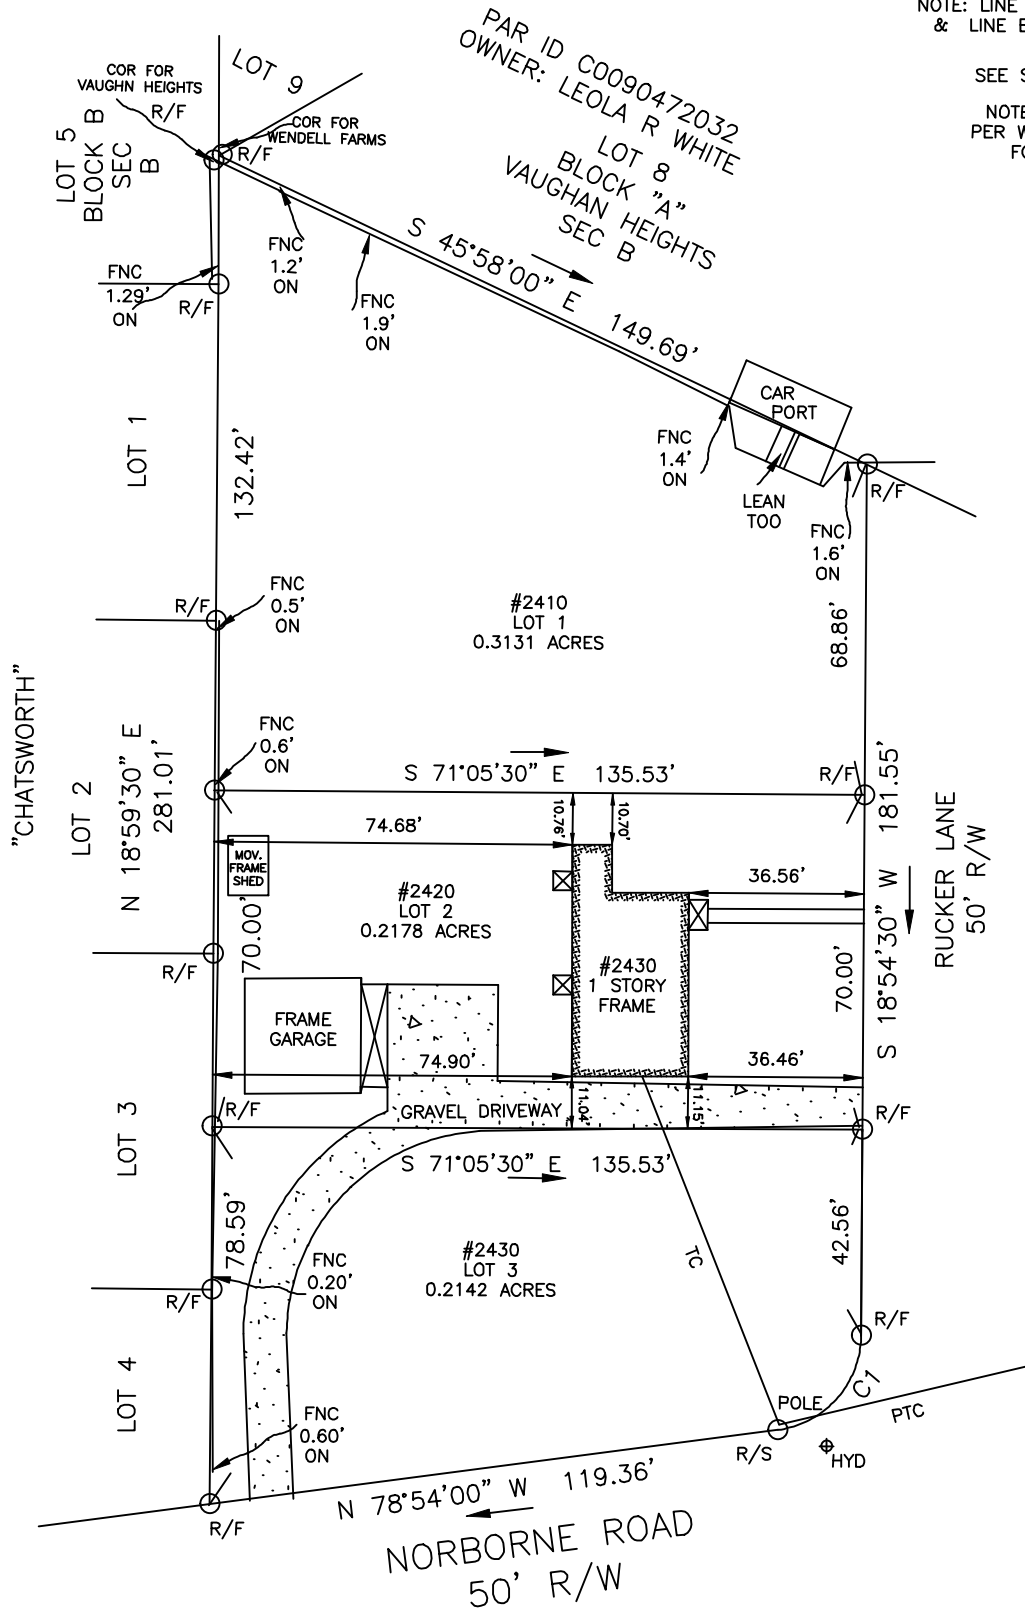 NOTE: LINE
& LINE E
SEE S
NOTE
PER W
FO
PAR ID C0090472032
OWNER: LEOLA R WHITE
LOT 8
BLOCK "A"
VAUGHAN HEIGHTS
SEC B
LOT 9
COR FOR
VAUGHN HEIGHTS
R/F
COR FOR
WENDELL FARMS
R/F
LOT 5
BLOCK B
SEC
B
FNC
1.2'
ON
FNC
1.29'
ON
R/F
FNC
1.9'
ON
S 45°58'00" E 149.69'
CAR
PORT
FNC
1.4'
ON
LEAN
TOO
R/F
FNC
1.6'
ON
LOT 1
132.42'
R/F
FNC
0.5'
ON
#2410
LOT 1
0.3131 ACRES
68.86'
"CHATSWORTH"
LOT 2
N 18°59'30" E
281.01'
FNC
0.6'
ON
S 71°05'30" E 135.53'
R/F
181.55'
S 18°54'30" W
RUCKER LANE
50' R/W
74.68'
10.76'
10.70'
MOV.
FRAME
SHED
36.56'
#2420
LOT 2
0.2178 ACRES
70.00'
R/F
#2430
1 STORY
FRAME
70.00'
FRAME
GARAGE
74.90'
36.46'
R/F
GRAVEL DRIVEWAY
11.04'
11.15'
R/F
LOT 3
S 71°05'30" E 135.53'
78.59'
#2430
LOT 3
0.2142 ACRES
TC
42.56'
FNC
0.20'
ON
R/F
R/F
LOT 4
C1
POLE
PTC
FNC
0.60'
ON
R/S
HYD
R/F
N 78°54'00" W 119.36'
NORBORNE ROAD
50' R/W